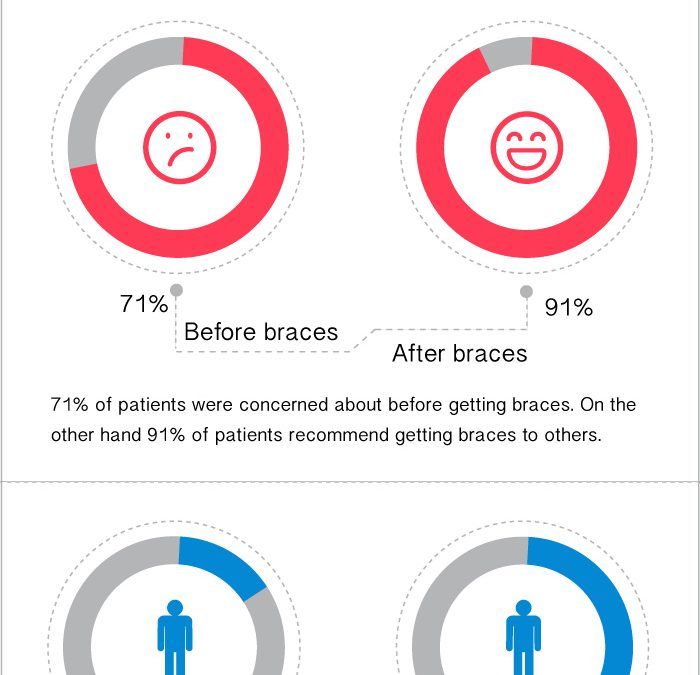 71%
Before braces
91%
After braces
71% of patients were concerned about before getting braces. On the
other hand 91% of patients recommend getting braces to others.